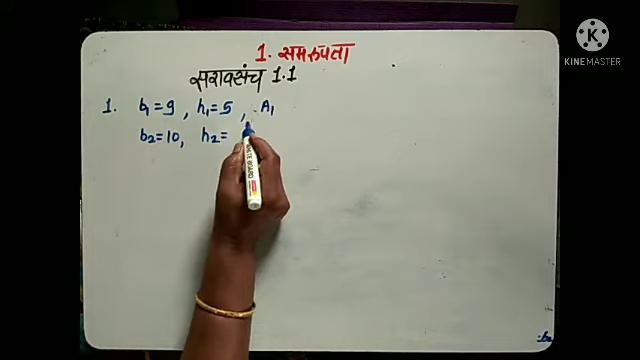 KINEMASTER
1. समरूपता
सरावसंच 1.1
1. b₁ = 9, h₁ = 5, A₁
b₂ = 10, h₂ =